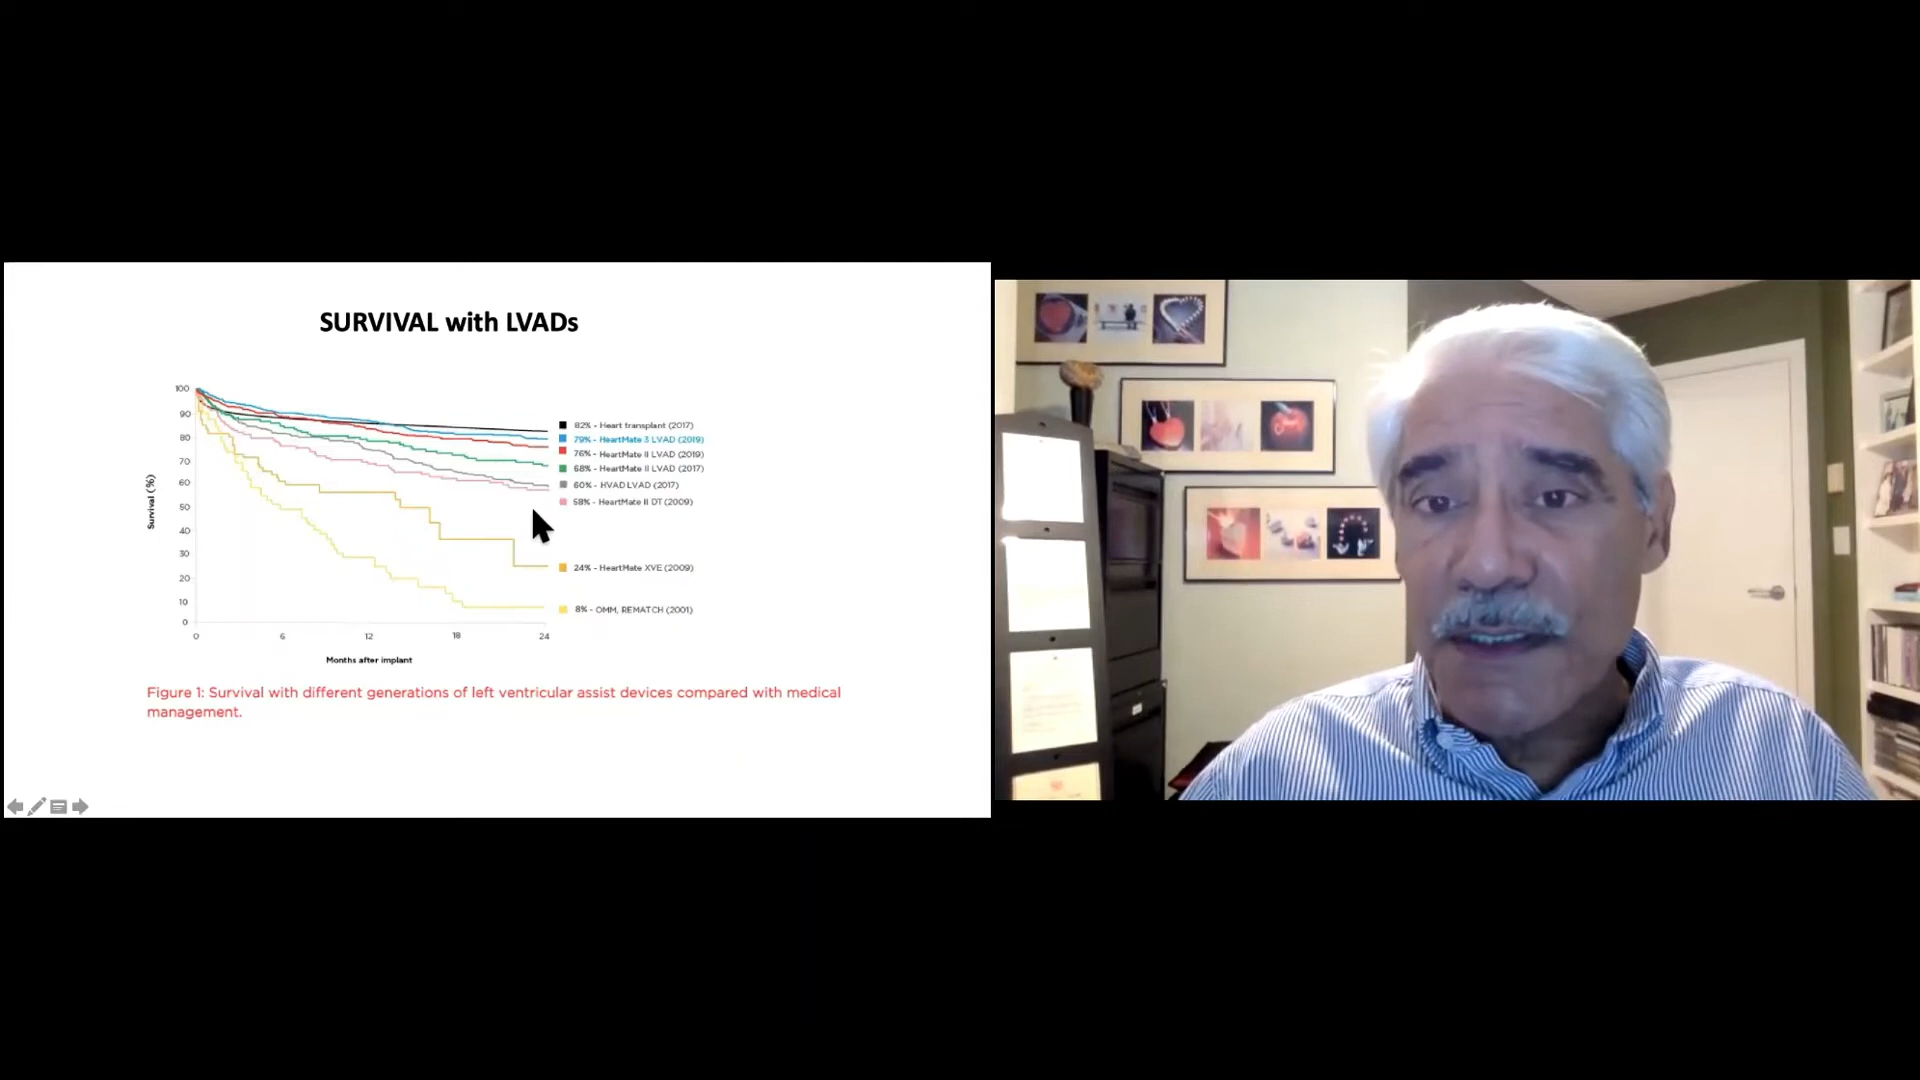 SURVIVAL with LVADs
100
90
80
70
60
50
40
30
20
10
0
Survival (%)
0 6 12 18 24
Months after implant
82% - Heart transplant (2017)
79% - HeartMate 3 LVAD (2019)
76% - HeartMate II LVAD (2019)
68% - HeartMate II LVAD (2017)
60% - HVAD LVAD (2017)
58% - HeartMate II DT (2009)
24% - HeartMate XVE (2009)
8% - OMM, REMATCH (2001)
Figure 1: Survival with different generations of left ventricular assist devices compared with medical
management.